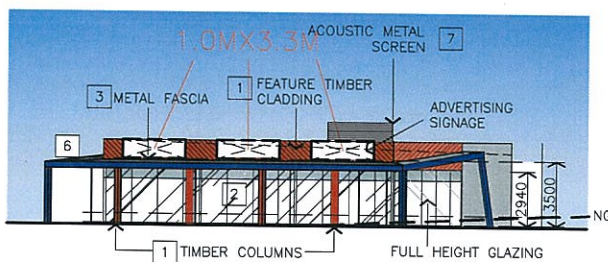 ACOUSTIC METAL
SCREEN 7
1.0MX3.3M
1 FEATURE TIMBER
CLADDING
3 METAL FASCIA
ADVERTISING
SIGNAGE
6
2
2940
3500
NG
1 TIMBER COLUMNS
FULL HEIGHT GLAZING